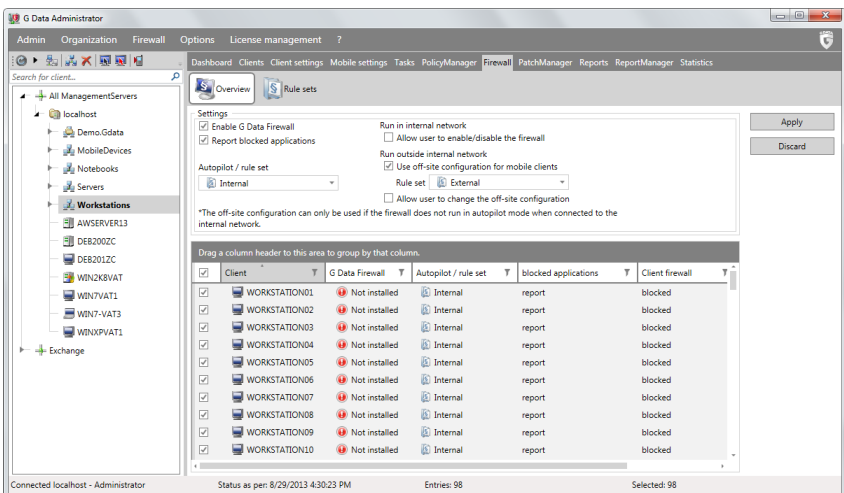 G Data Administrator
Admin Organization Firewall Options License management ?
Dashboard Clients Client settings Mobile settings Tasks PolicyManager Firewall PatchManager Reports ReportManager Statistics
Search for client...
All ManagementServers
localhost
Demo.Gdata
MobileDevices
Notebooks
Servers
Workstations
AWSERVER13
DEB200ZC
DEB201ZC
WIN2K8VAT
WIN7VAT1
WIN7-VAT3
WINXPVAT1
Exchange
Overview Rule sets
Settings
Enable G Data Firewall
Report blocked applications
Autopilot / rule set
Internal
Run in internal network
Allow user to enable/disable the firewall
Run outside internal network
Use off-site configuration for mobile clients
Rule set External
Allow user to change the off-site configuration
*The off-site configuration can only be used if the firewall does not run in autopilot mode when connected to the
internal network.
Apply
Discard
Drag a column header to this area to group by that column.
Client G Data Firewall Autopilot / rule set blocked applications Client firewall
WORKSTATION01 Not installed Internal report blocked
WORKSTATION02 Not installed Internal report blocked
WORKSTATION03 Not installed Internal report blocked
WORKSTATION04 Not installed Internal report blocked
WORKSTATION05 Not installed Internal report blocked
WORKSTATION06 Not installed Internal report blocked
WORKSTATION07 Not installed Internal report blocked
WORKSTATION08 Not installed Internal report blocked
WORKSTATION09 Not installed Internal report blocked
WORKSTATION10 Not installed Internal report blocked
Connected localhost - Administrator Status as per: 8/29/2013 4:30:23 PM Entries: 98 Selected: 98